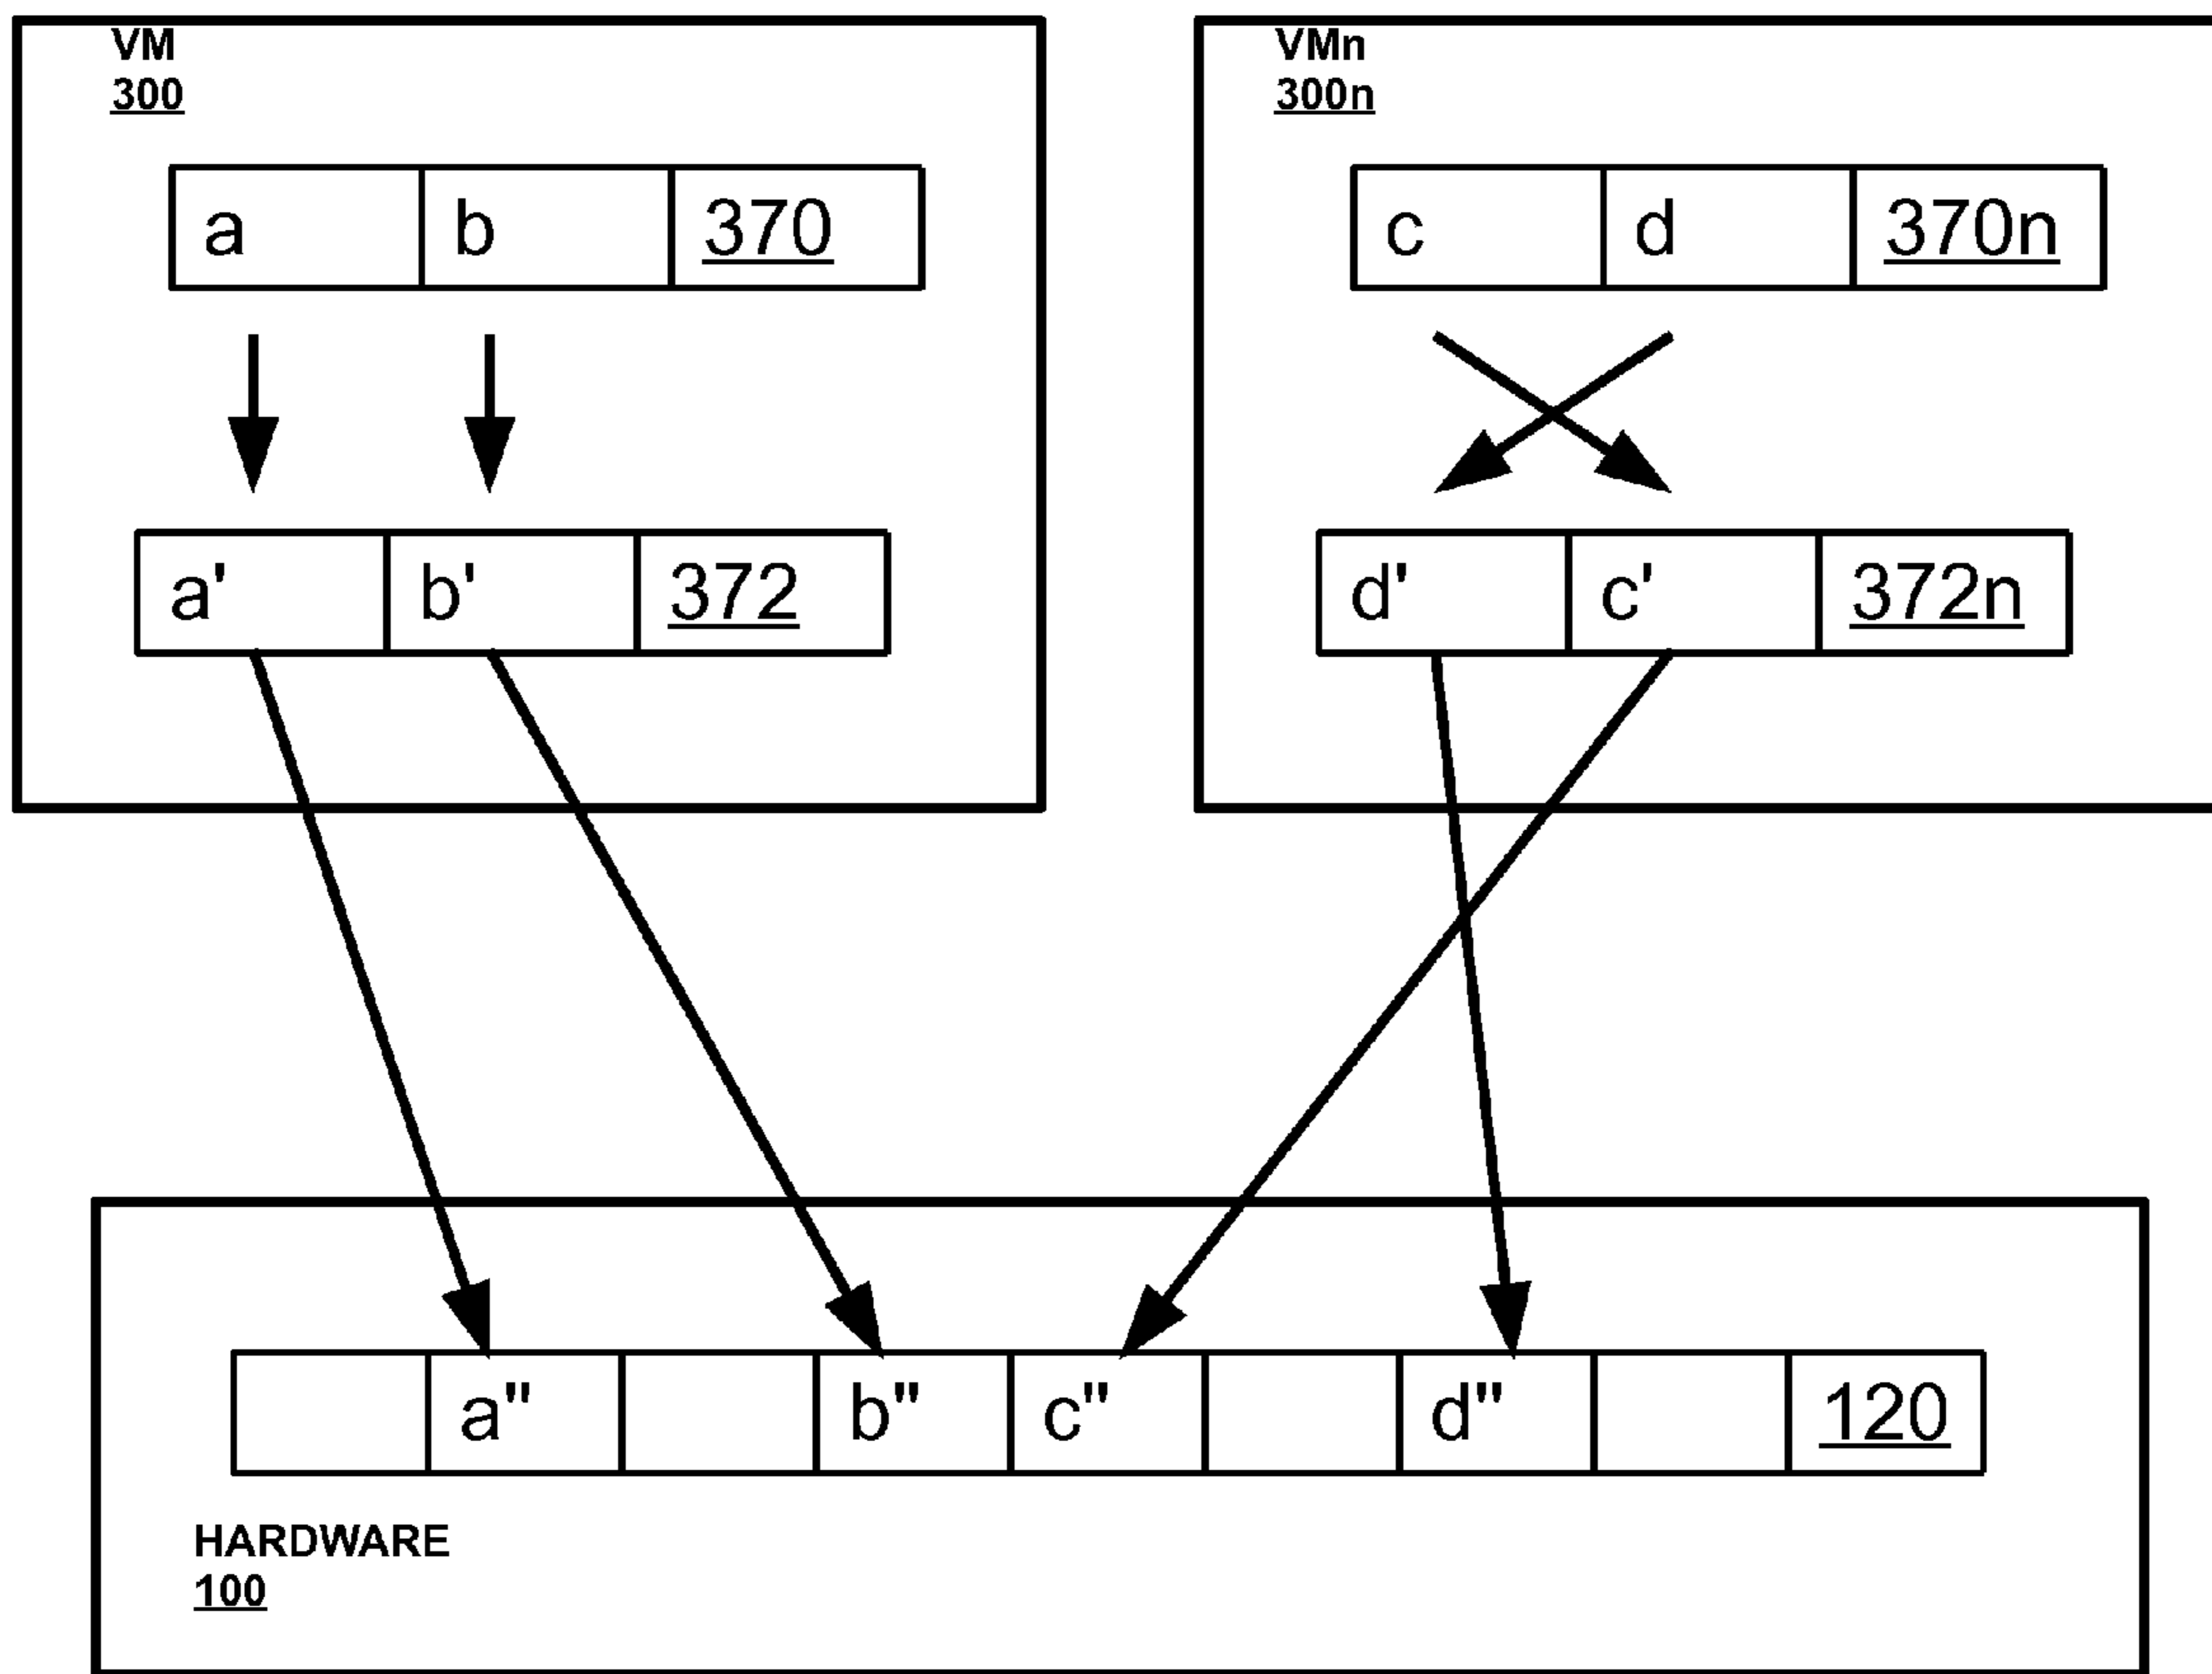 VM
300
a b 370
a' b' 372
VMn
300n
c d 370n
d' c' 372n
a" b" c" d" 120
HARDWARE
100